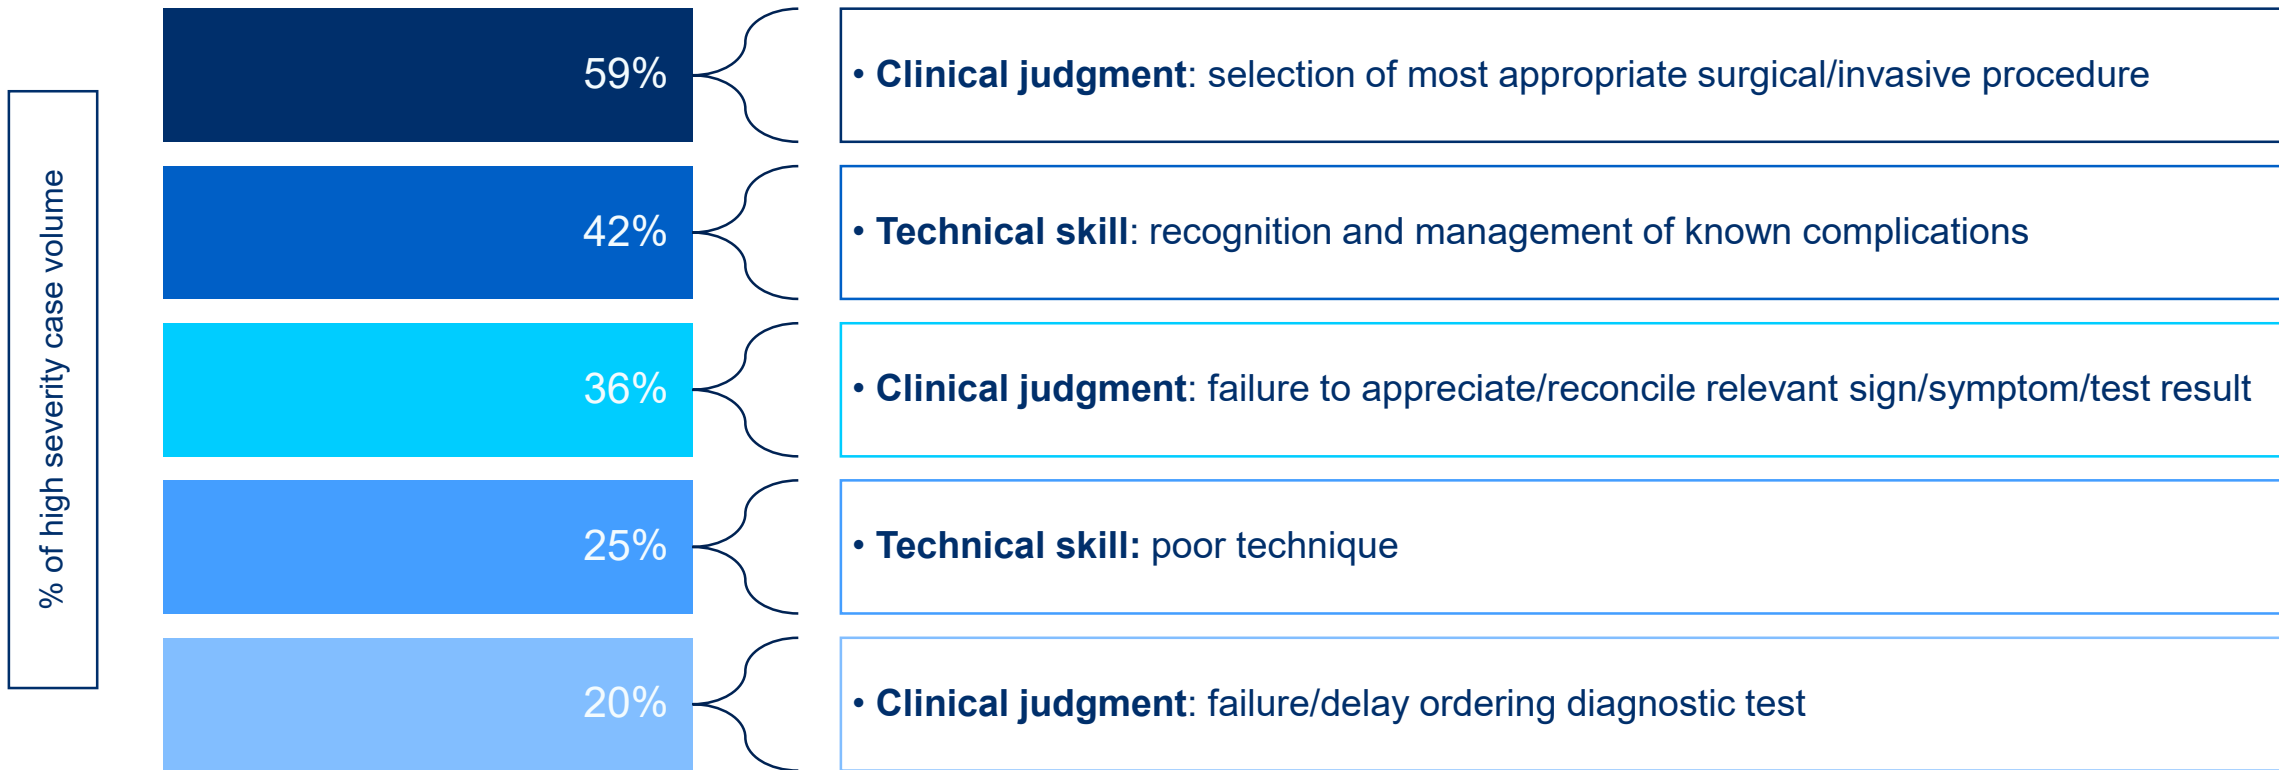 % of high severity case volume
59%
• Clinical judgment: selection of most appropriate surgical/invasive procedure
42%
• Technical skill: recognition and management of known complications
36%
• Clinical judgment: failure to appreciate/reconcile relevant sign/symptom/test result
25%
• Technical skill: poor technique
20%
• Clinical judgment: failure/delay ordering diagnostic test